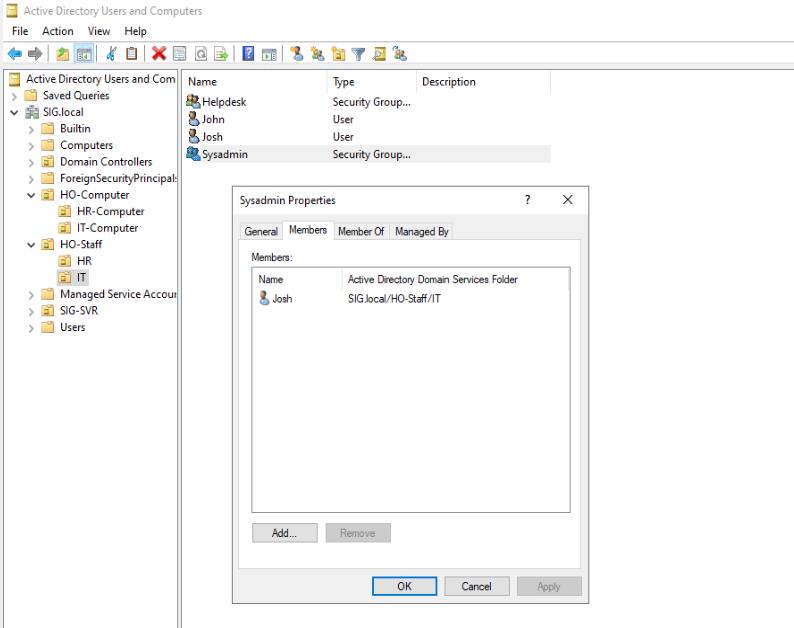 Active Directory Users and Computers
File Action View Help
Active Directory Users and Com
Saved Queries
SIG.local
Builtin
Computers
Domain Controllers
ForeignSecurityPrincipals
HO-Computer
HR-Computer
IT-Computer
HO-Staff
HR
IT
Managed Service Accour
SIG-SVR
Users
Name Type Description
Helpdesk Security Group...
John User
Josh User
Sysadmin Security Group...
Sysadmin Properties
General Members Member Of Managed By
Members:
Name Active Directory Domain Services Folder
Josh SIG.local/HO-Staff/IT
Add... Remove
OK Cancel Apply